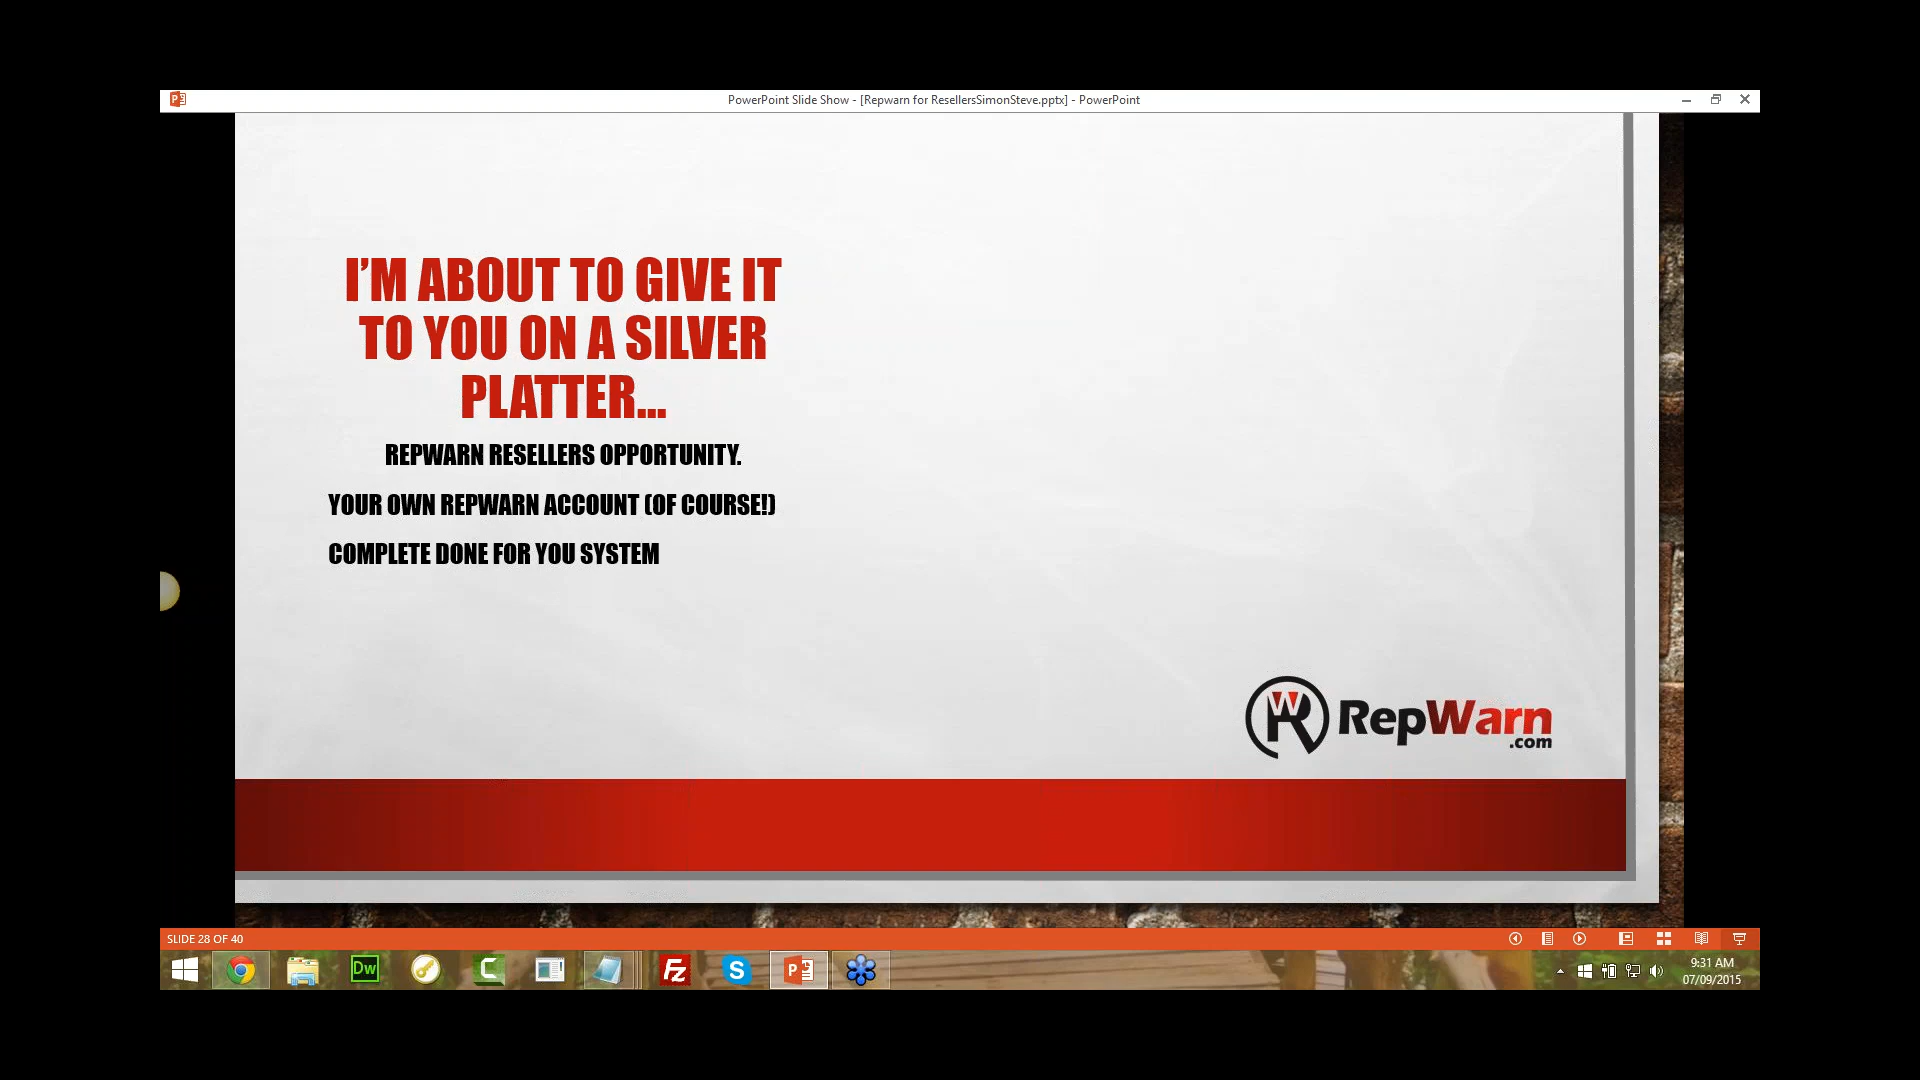 PowerPoint Slide Show - [Repwarn for ResellersSimonSteve.pptx] - PowerPoint
I'M ABOUT TO GIVE IT
TO YOU ON A SILVER
PLATTER...
REPWARN RESELLERS OPPORTUNITY.
YOUR OWN REPWARN ACCOUNT (OF COURSE!)
COMPLETE DONE FOR YOU SYSTEM
RepWarn
.com
SLIDE 28 OF 40
Dw
9:31 AM
07/09/2015